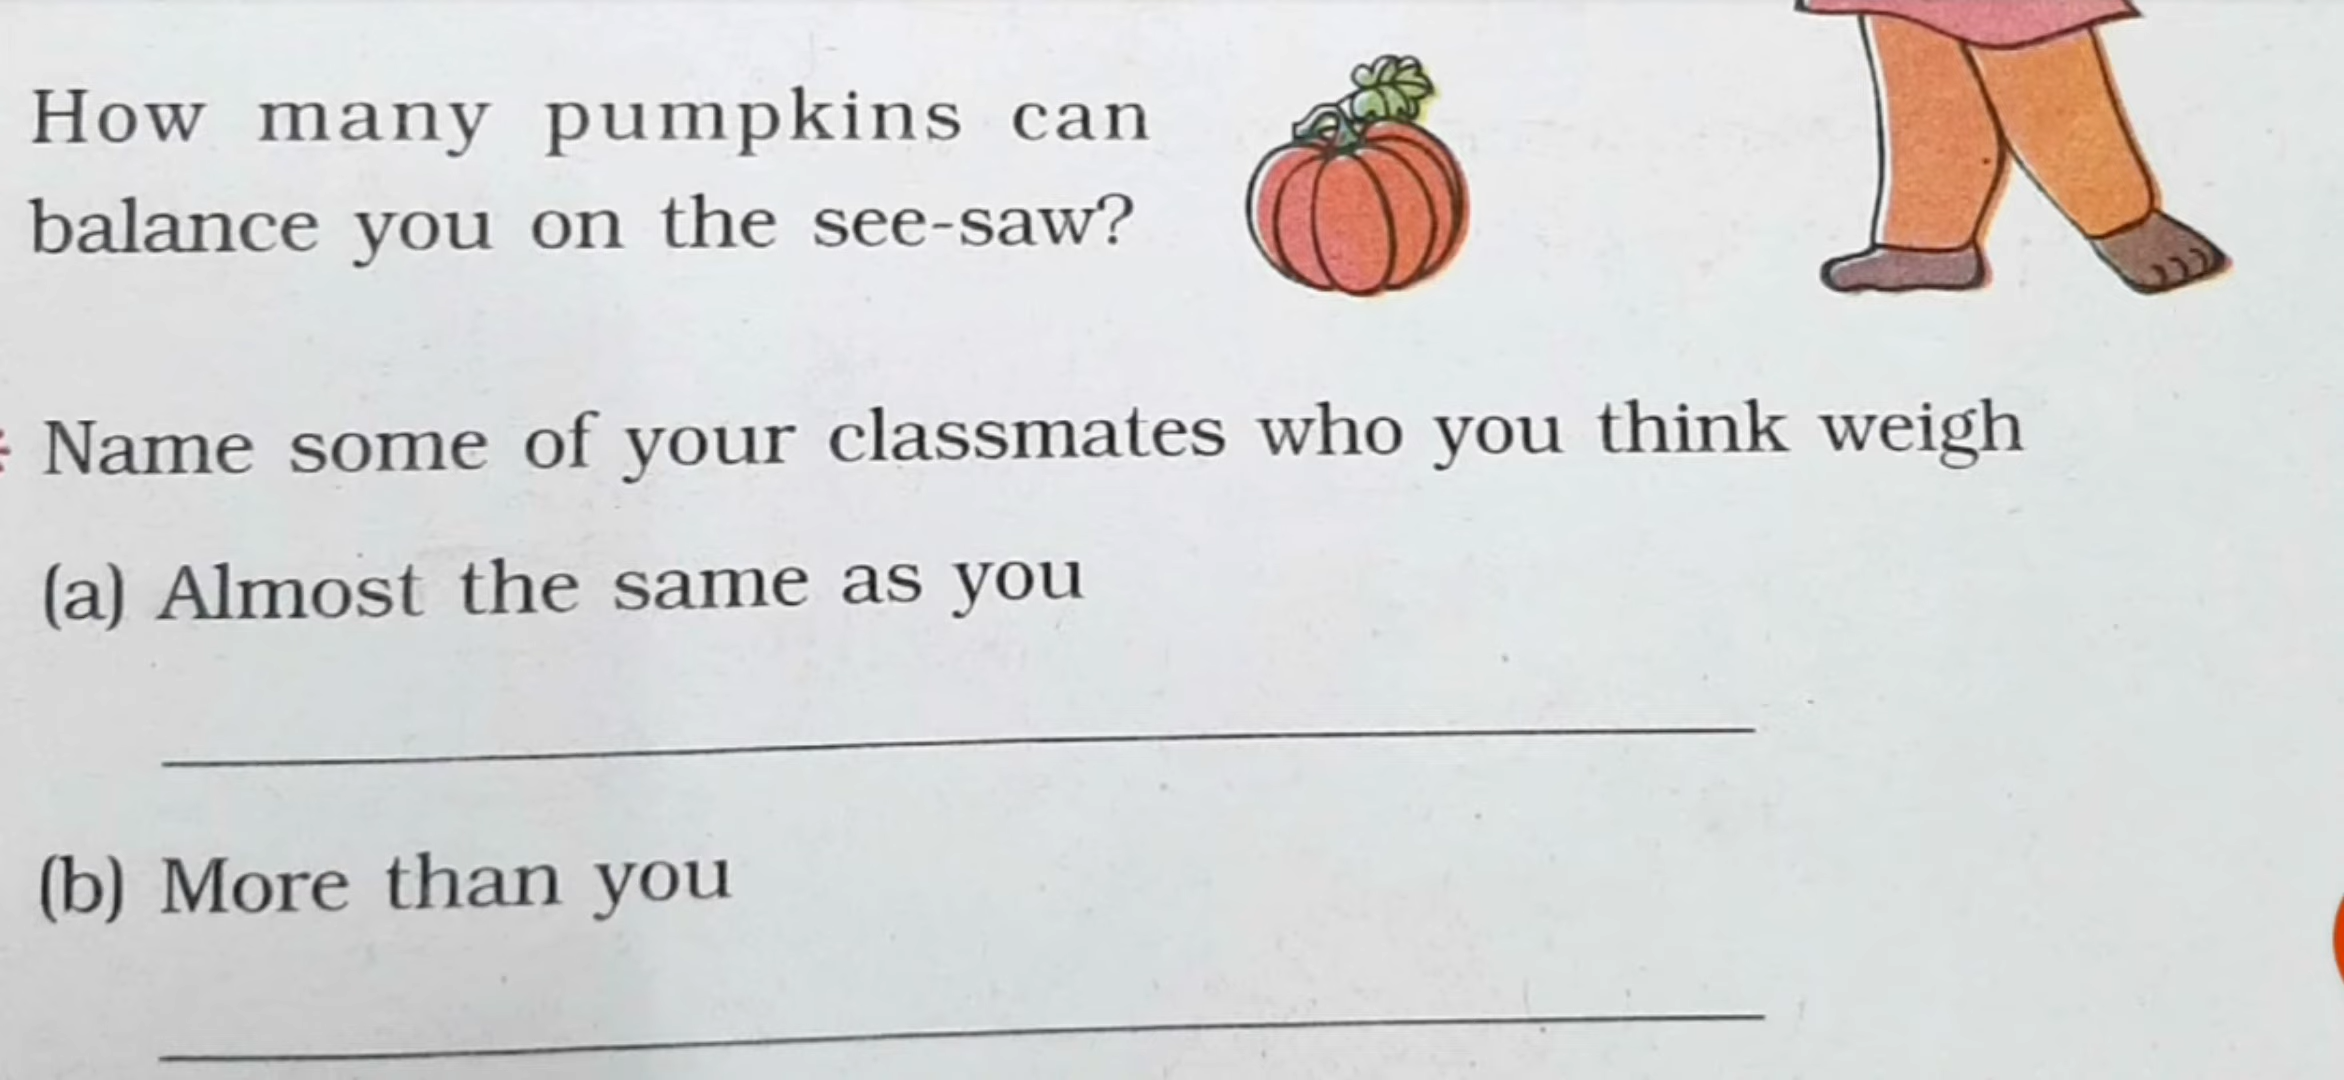 How many pumpkins can
balance you on the see-saw?
Name some of your classmates who you think weigh
(a) Almost the same as you
(b) More than you